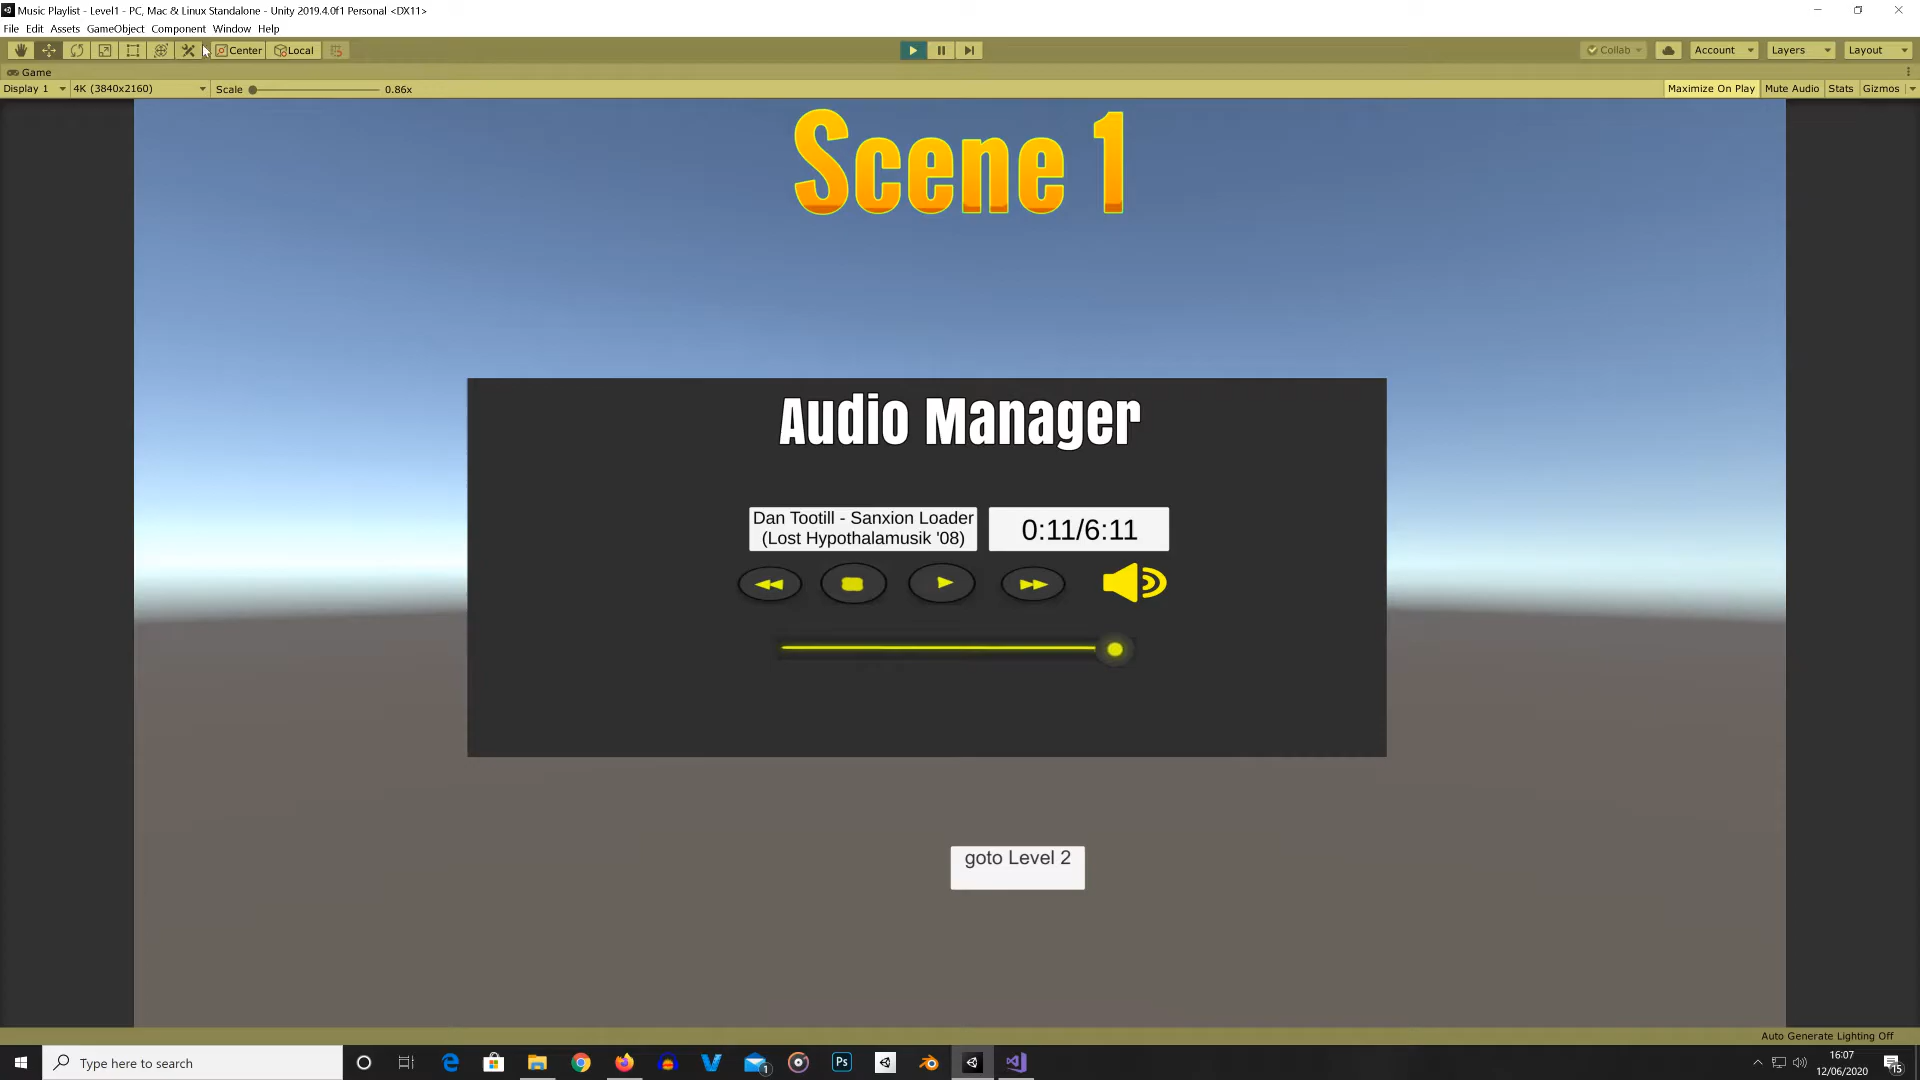 Music Playlist - Level1 - PC, Mac & Linux Standalone - Unity 2019.4.0f1 Personal <DX11>
File Edit Assets GameObject Component Window Help
Center Local Collab Account Layers Layout
Game
Display 1 4K (3840x2160) Scale 0.86x Maximize On Play Mute Audio Stats Gizmos
Scene 1
Audio Manager
Dan Tootill - Sanxion Loader
(Lost Hypothalamusik '08)
0:11/6:11
goto Level 2
Auto Generate Lighting Off
Type here to search
1
Ps
16:07
12/06/2020
15